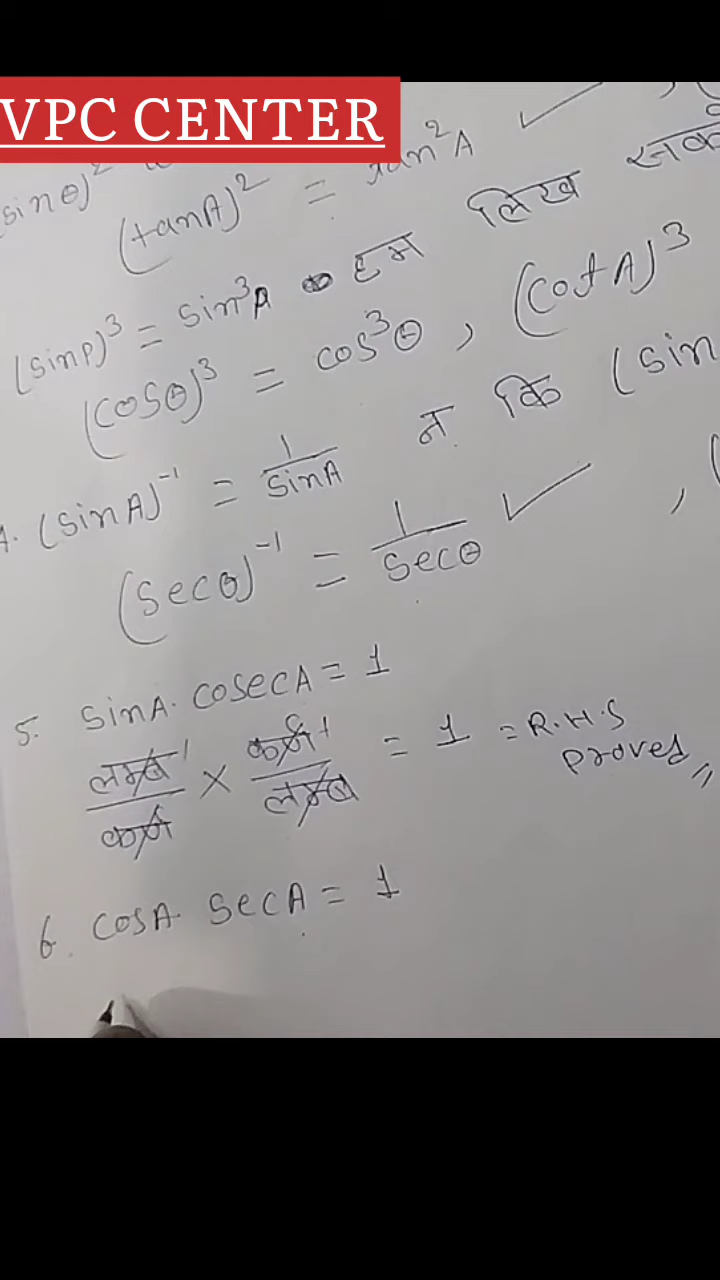 VPC CENTER
(sinθ)²
(tanA)² = tan²A ✓
(sinP)³ = sin³A हम लिख सक
(cosθ)³ = cos³θ , (cotA)³
4. (sinA)⁻¹ = 1/sinA न कि (sin
(secθ)⁻¹ = 1/secθ ✓ , (
5. sinA. cosecA = 1
लम्ब/कर्ण × कर्ण/लम्ब = 1 = R.H.S
Proved,,
6. cosA. secA = 1